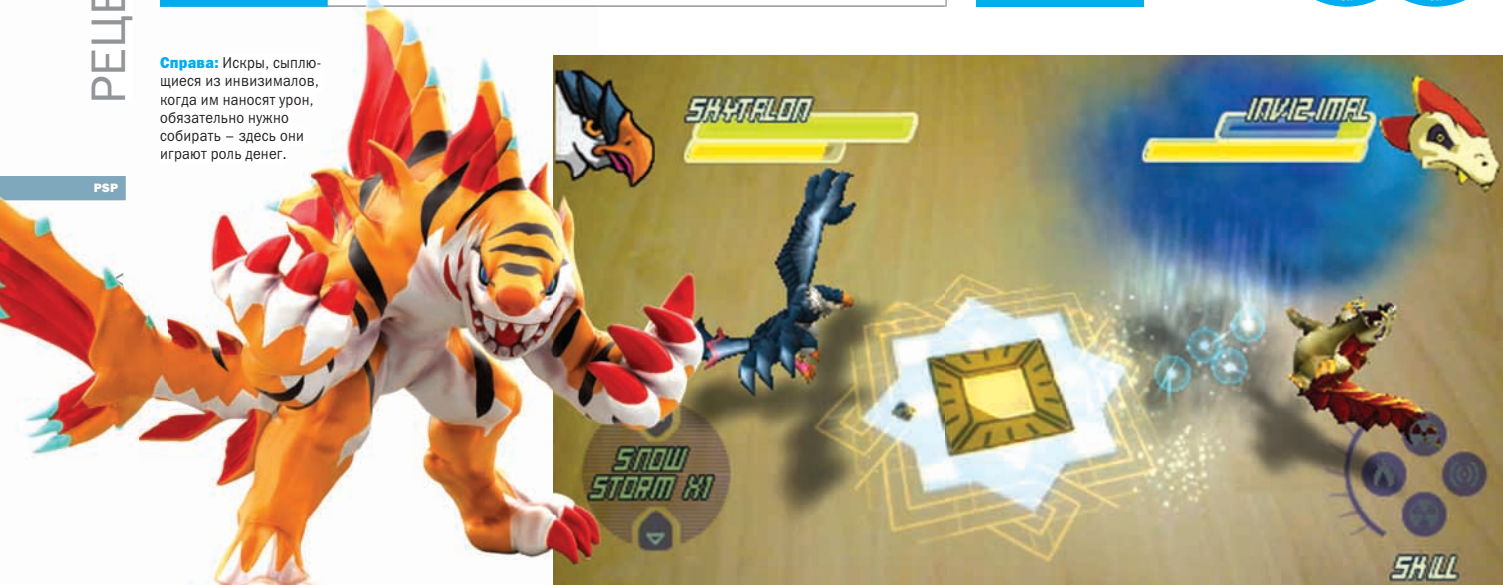 РЕЦЕ
Справа: Искры, сыплю-
щиеся из инвизималов,
когда им наносят урон,
обязательно нужно
собирать – здесь они
играют роль денег.
PSP
SKYTALON
INVIZIMAL
SNOW
STORM X1
SKILL